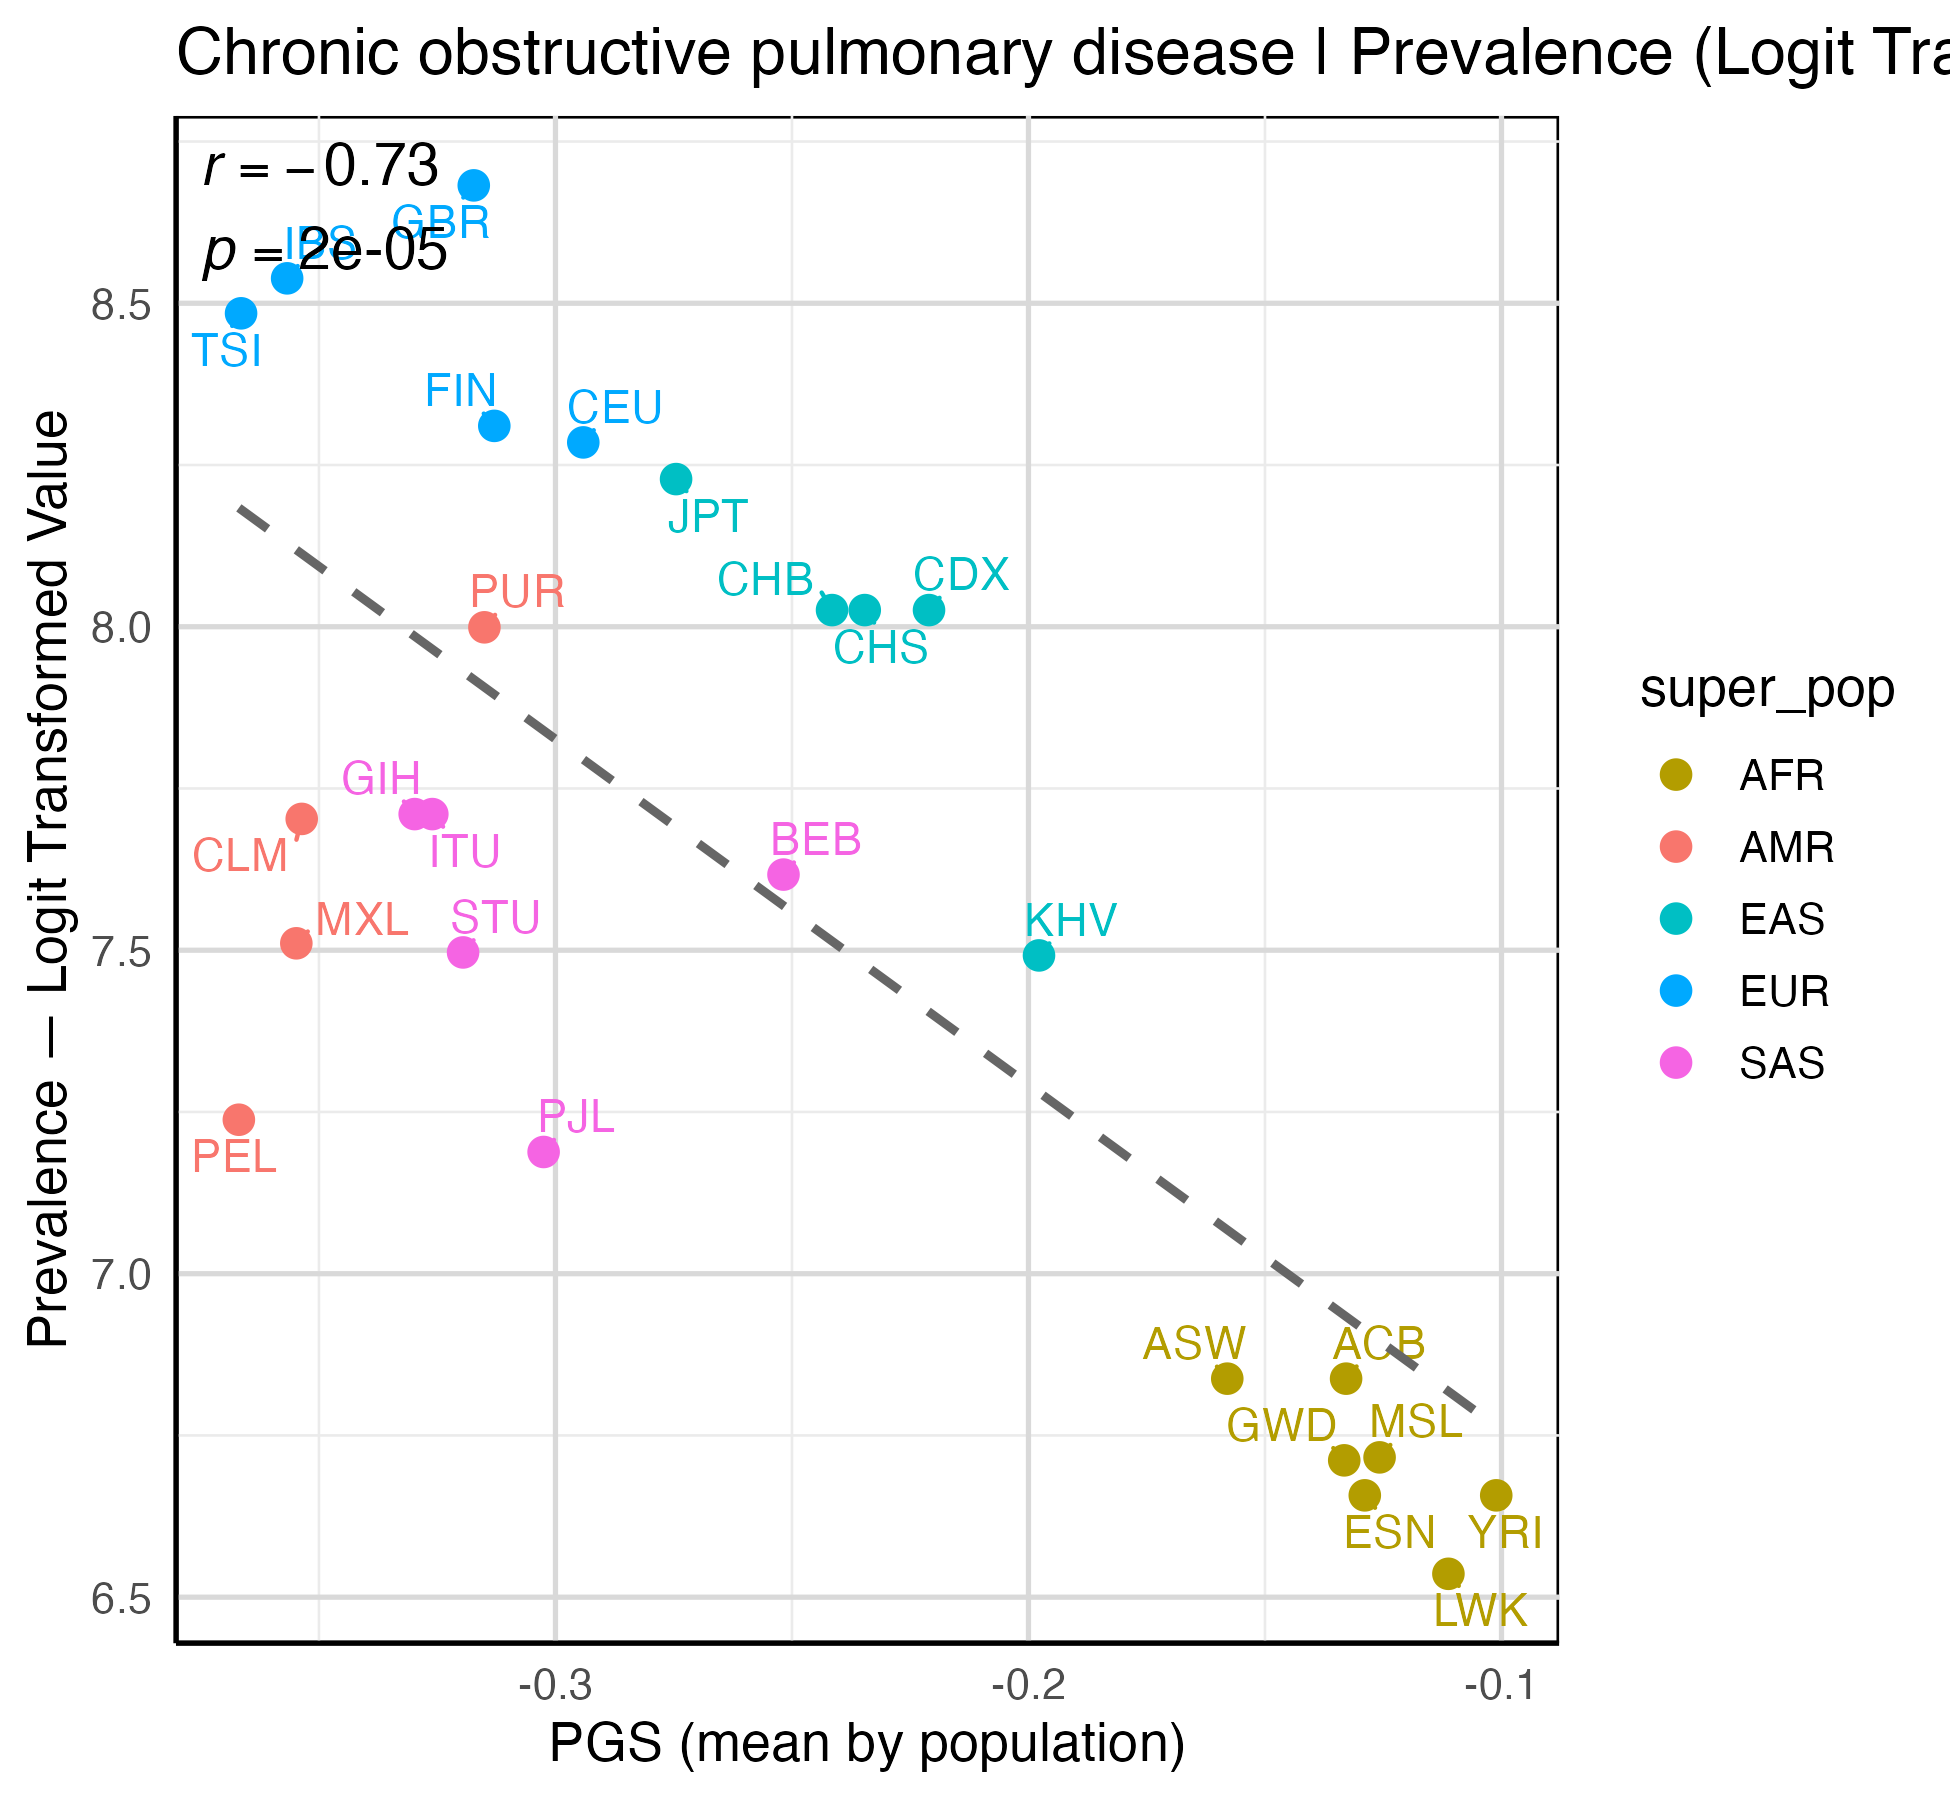 Chronic obstructive pulmonary disease | Prevalence (Logit Tra
r = −0.73
p = 2e-05
GBR
IBS
TSI
FIN
CEU
JPT
CHB
CDX
CHS
PUR
GIH
ITU
CLM
BEB
MXL
STU
KHV
PEL
PJL
ASW
ACB
GWD
MSL
ESN
YRI
LWK
8.5
8.0
7.5
7.0
6.5
-0.3
-0.2
-0.1
PGS (mean by population)
Prevalence — Logit Transformed Value
super_pop
AFR
AMR
EAS
EUR
SAS